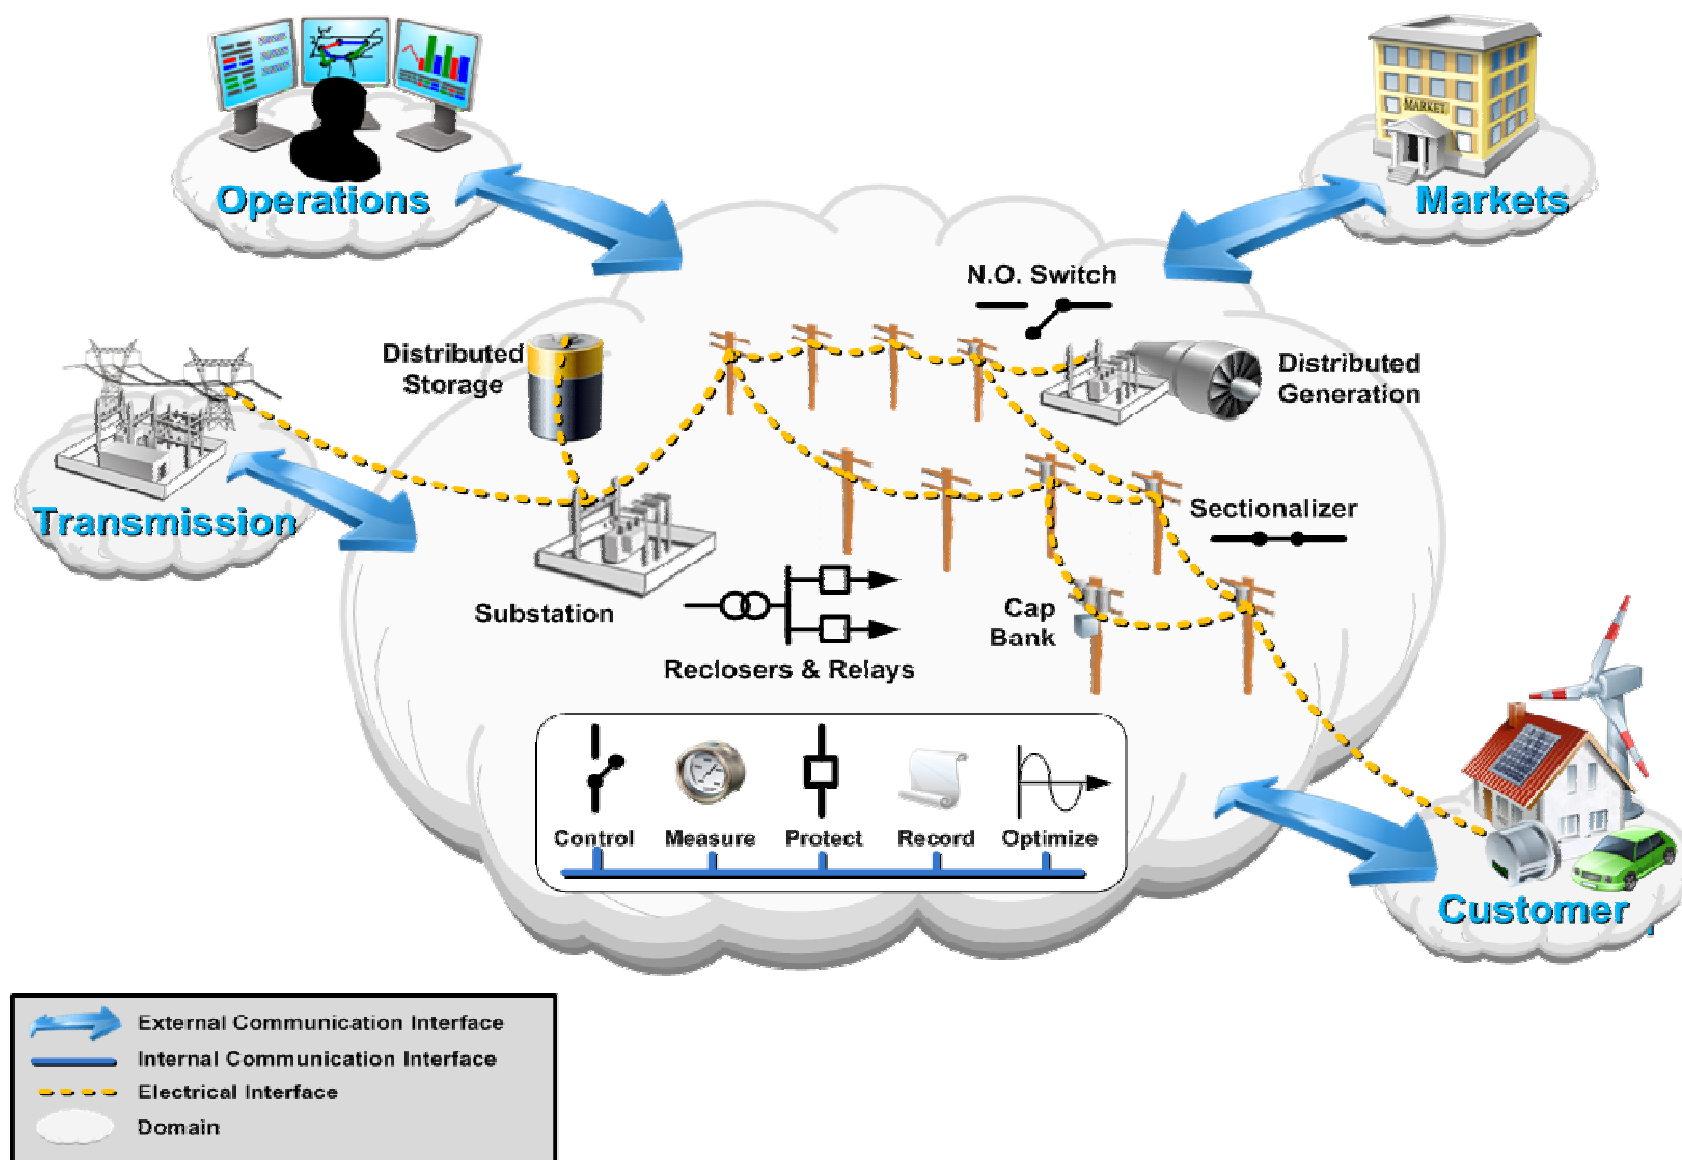 Operations
MARKET
Markets
N.O. Switch
Distributed
Storage
Distributed
Generation
Transmission
Sectionalizer
Substation
Cap
Bank
Reclosers & Relays
Control
Measure
Protect
Record
Optimize
Customer
External Communication Interface
Internal Communication Interface
Electrical Interface
Domain